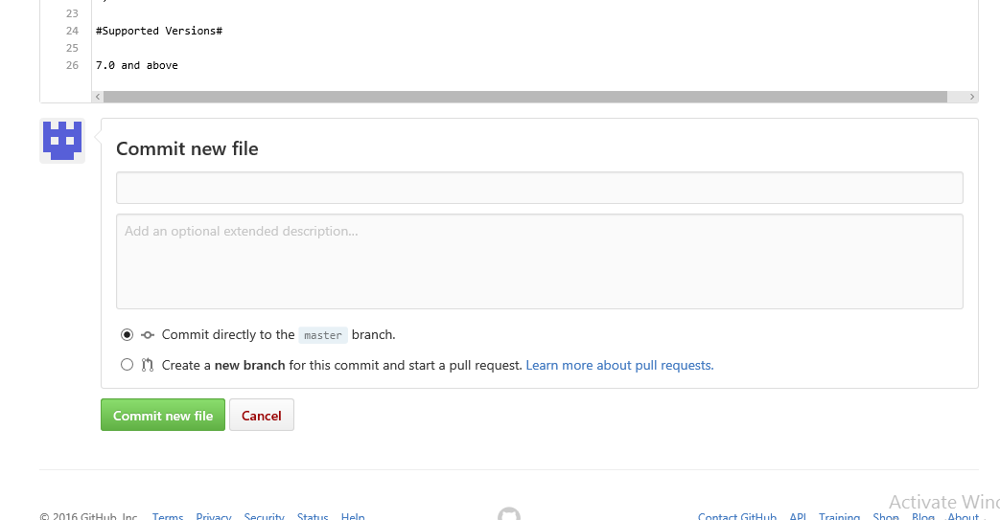 23
24 #Supported Versions#
25
26 7.0 and above
Commit new file
Add an optional extended description...
Commit directly to the master branch.
Create a new branch for this commit and start a pull request. Learn more about pull requests.
Commit new file Cancel
Activate Wind
© 2016 GitHub, Inc. Terms Privacy Security Status Help Contact GitHub API Training Shop Blog About